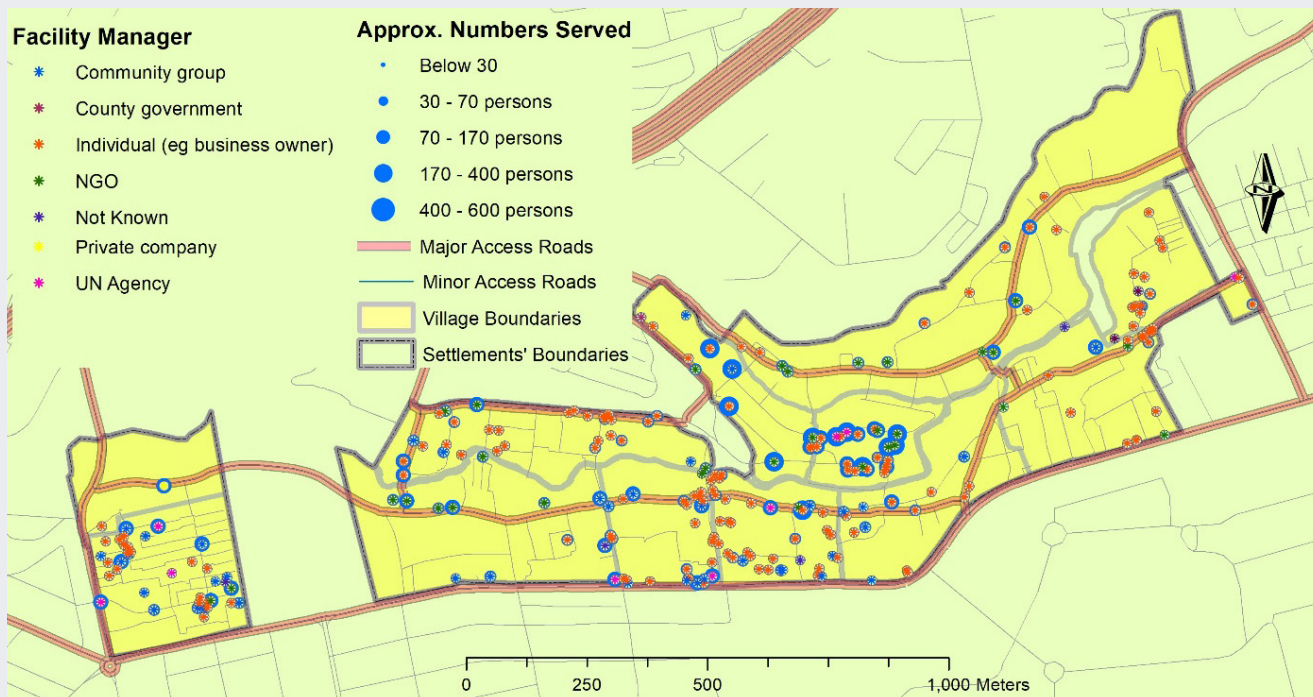 Facility Manager
Community group
County government
Individual (eg business owner)
NGO
Not Known
Private company
UN Agency
Approx. Numbers Served
Below 30
30 - 70 persons
70 - 170 persons
170 - 400 persons
400 - 600 persons
Major Access Roads
Minor Access Roads
Village Boundaries
Settlements' Boundaries
N
0 250 500 1,000 Meters